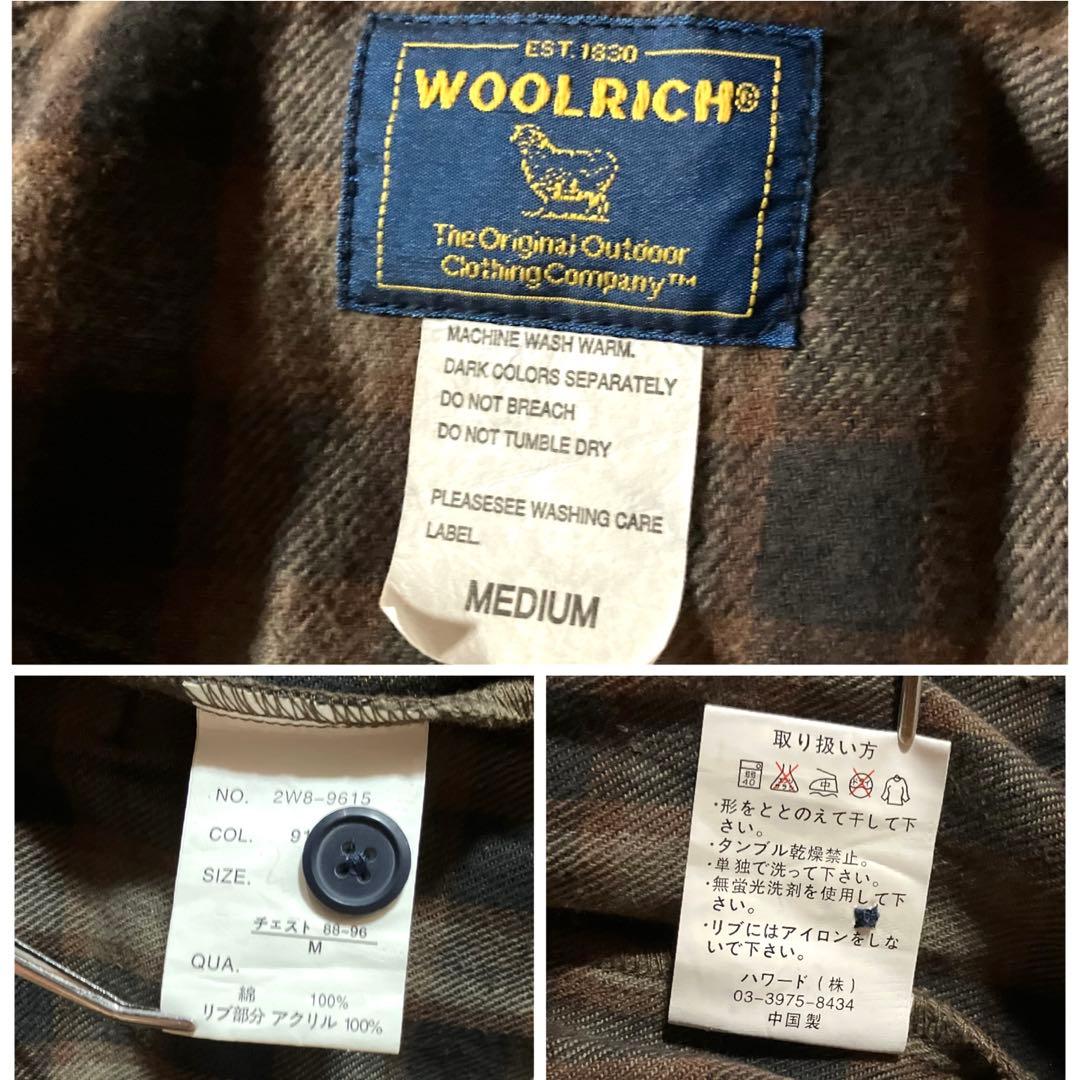 EST. 1830
WOOLRICH®
The Original Outdoor
Clothing Company™
MACHINE WASH WARM.
DARK COLORS SEPARATELY
DO NOT BREACH
DO NOT TUMBLE DRY
PLEASESEE WASHING CARE
LABEL.
MEDIUM
NO. 2W8-9615
COL.
SIZE.
チェスト 88-96
M
QUA.
綿 100%
リブ部分 アクリル 100%
取り扱い方
40 中
・形をととのえて干して下
さい。
・タンブル乾燥禁止。
・単独で洗って下さい。
・無蛍光洗剤を使用して下
さい。
・リブにはアイロンをしな
いで下さい。
ハワード(株)
03-3975-8434
中国製